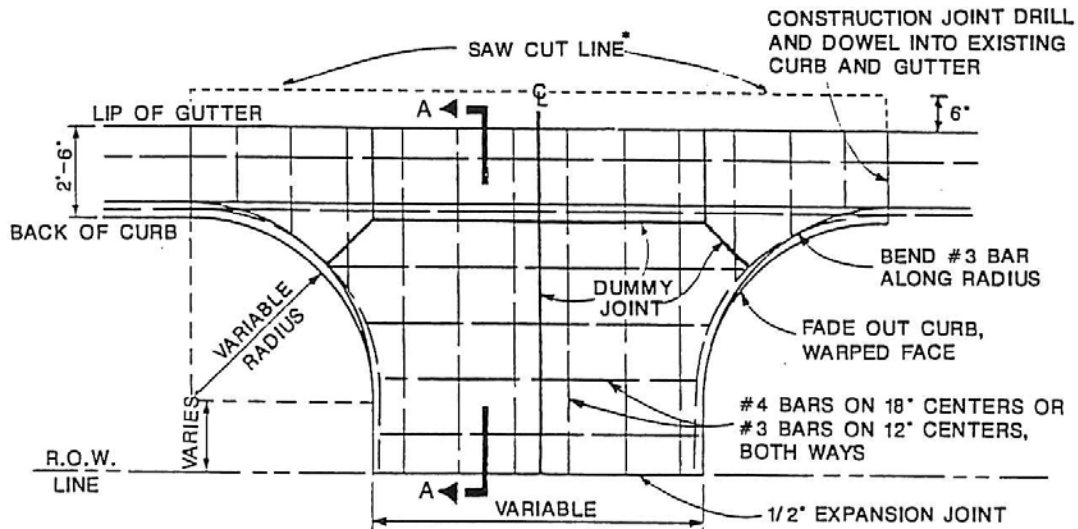 CONSTRUCTION JOINT DRILL
AND DOWEL INTO EXISTING
CURB AND GUTTER
SAW CUT LINE*
℄
A
LIP OF GUTTER
6"
2'-6"
BACK OF CURB
BEND #3 BAR
ALONG RADIUS
DUMMY
JOINT
VARIABLE
RADIUS
FADE OUT CURB,
WARPED FACE
VARIES
#4 BARS ON 18" CENTERS OR
#3 BARS ON 12" CENTERS,
BOTH WAYS
R.O.W.
LINE
A
VARIABLE
1/2" EXPANSION JOINT